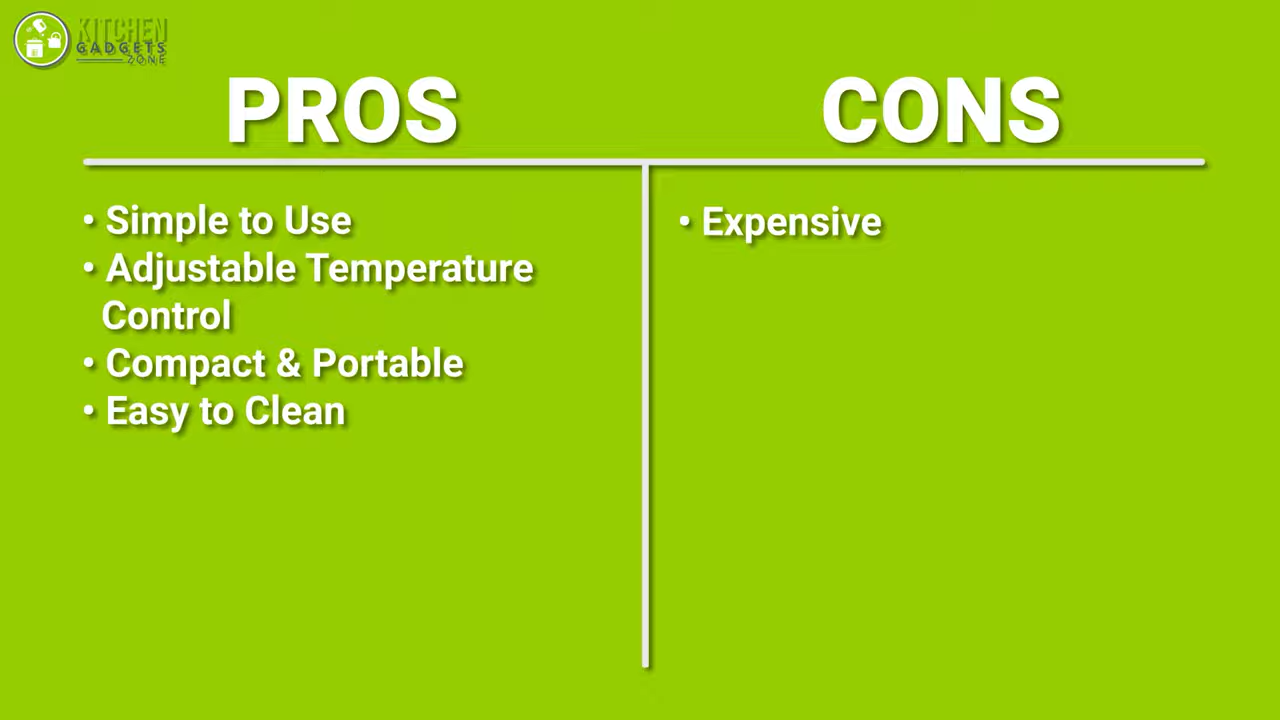 KITCHEN
GADGETS
ZONE
PROS
CONS
• Simple to Use
• Adjustable Temperature
Control
• Compact & Portable
• Easy to Clean
• Expensive